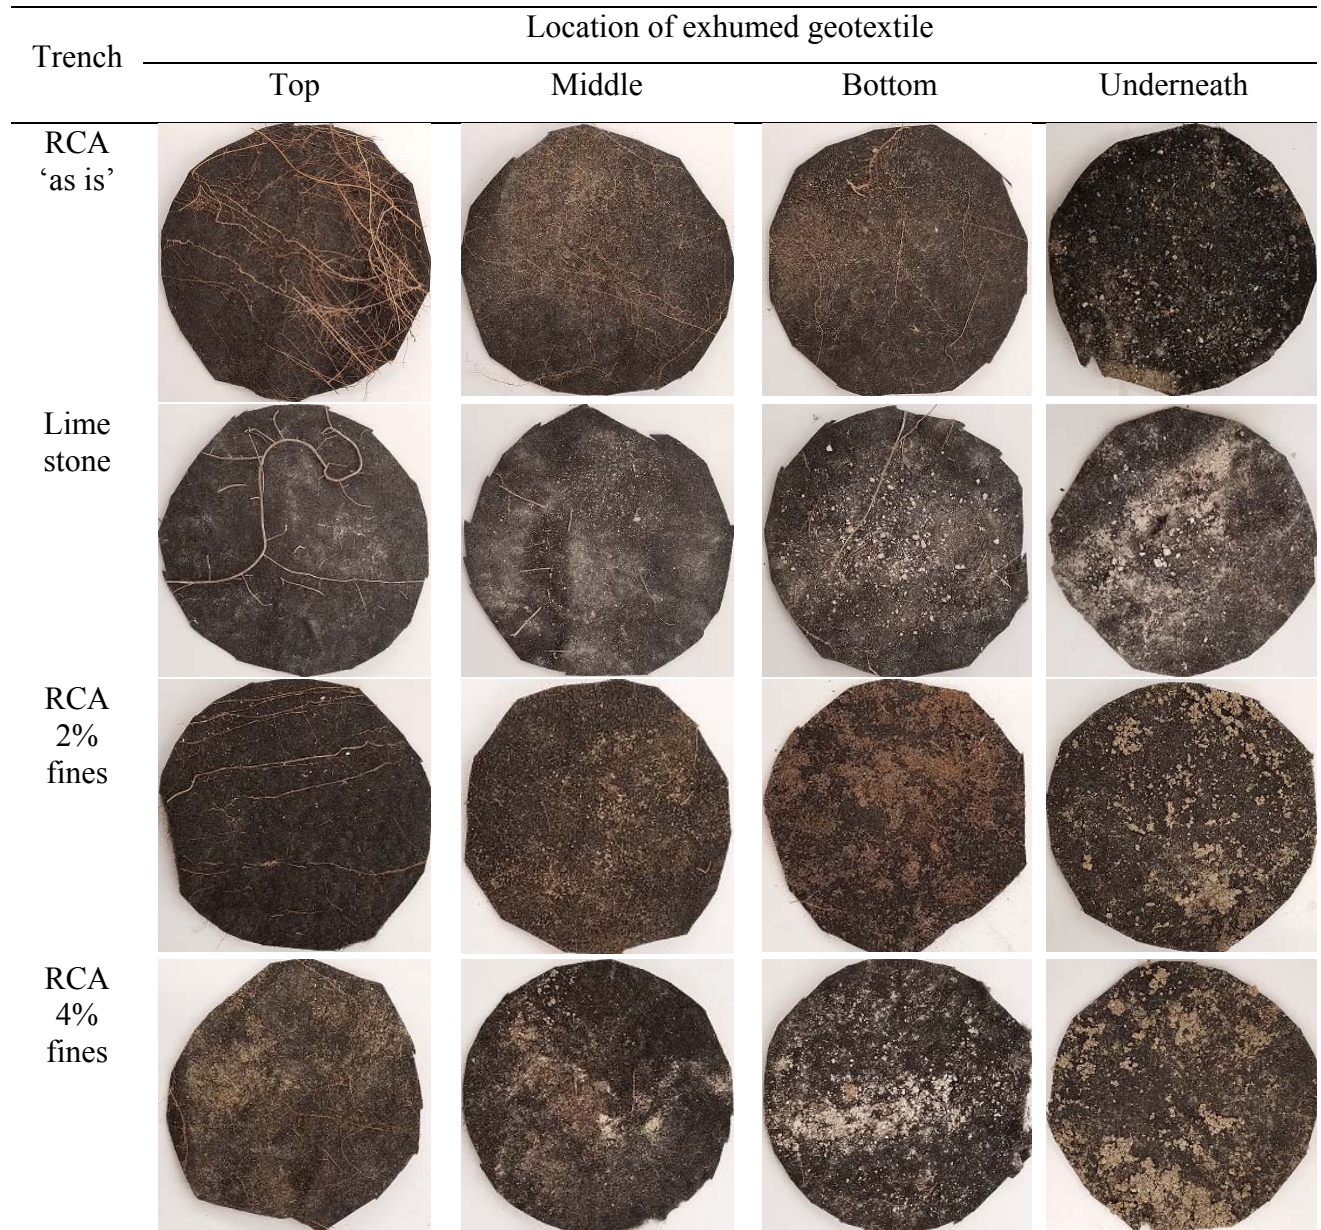 Location of exhumed geotextile
Trench
Top Middle Bottom Underneath
RCA
‘as is’
Lime
stone
RCA
2%
fines
RCA
4%
fines